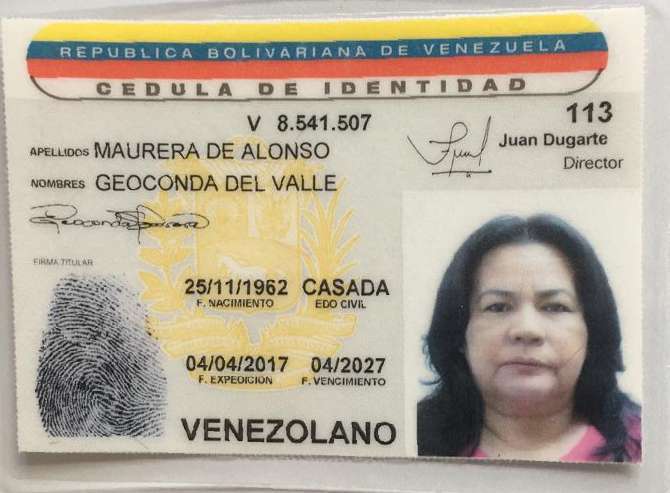 REPUBLICA BOLIVARIANA DE VENEZUELA
CEDULA DE IDENTIDAD
V 8.541.507
113
APELLIDOS MAURERA DE ALONSO
Juan Dugarte
Director
NOMBRES GEOCONDA DEL VALLE
FIRMA TITULAR
25/11/1962 CASADA
F. NACIMIENTO EDO CIVIL
04/04/2017 04/2027
F. EXPEDICION F. VENCIMIENTO
VENEZOLANO